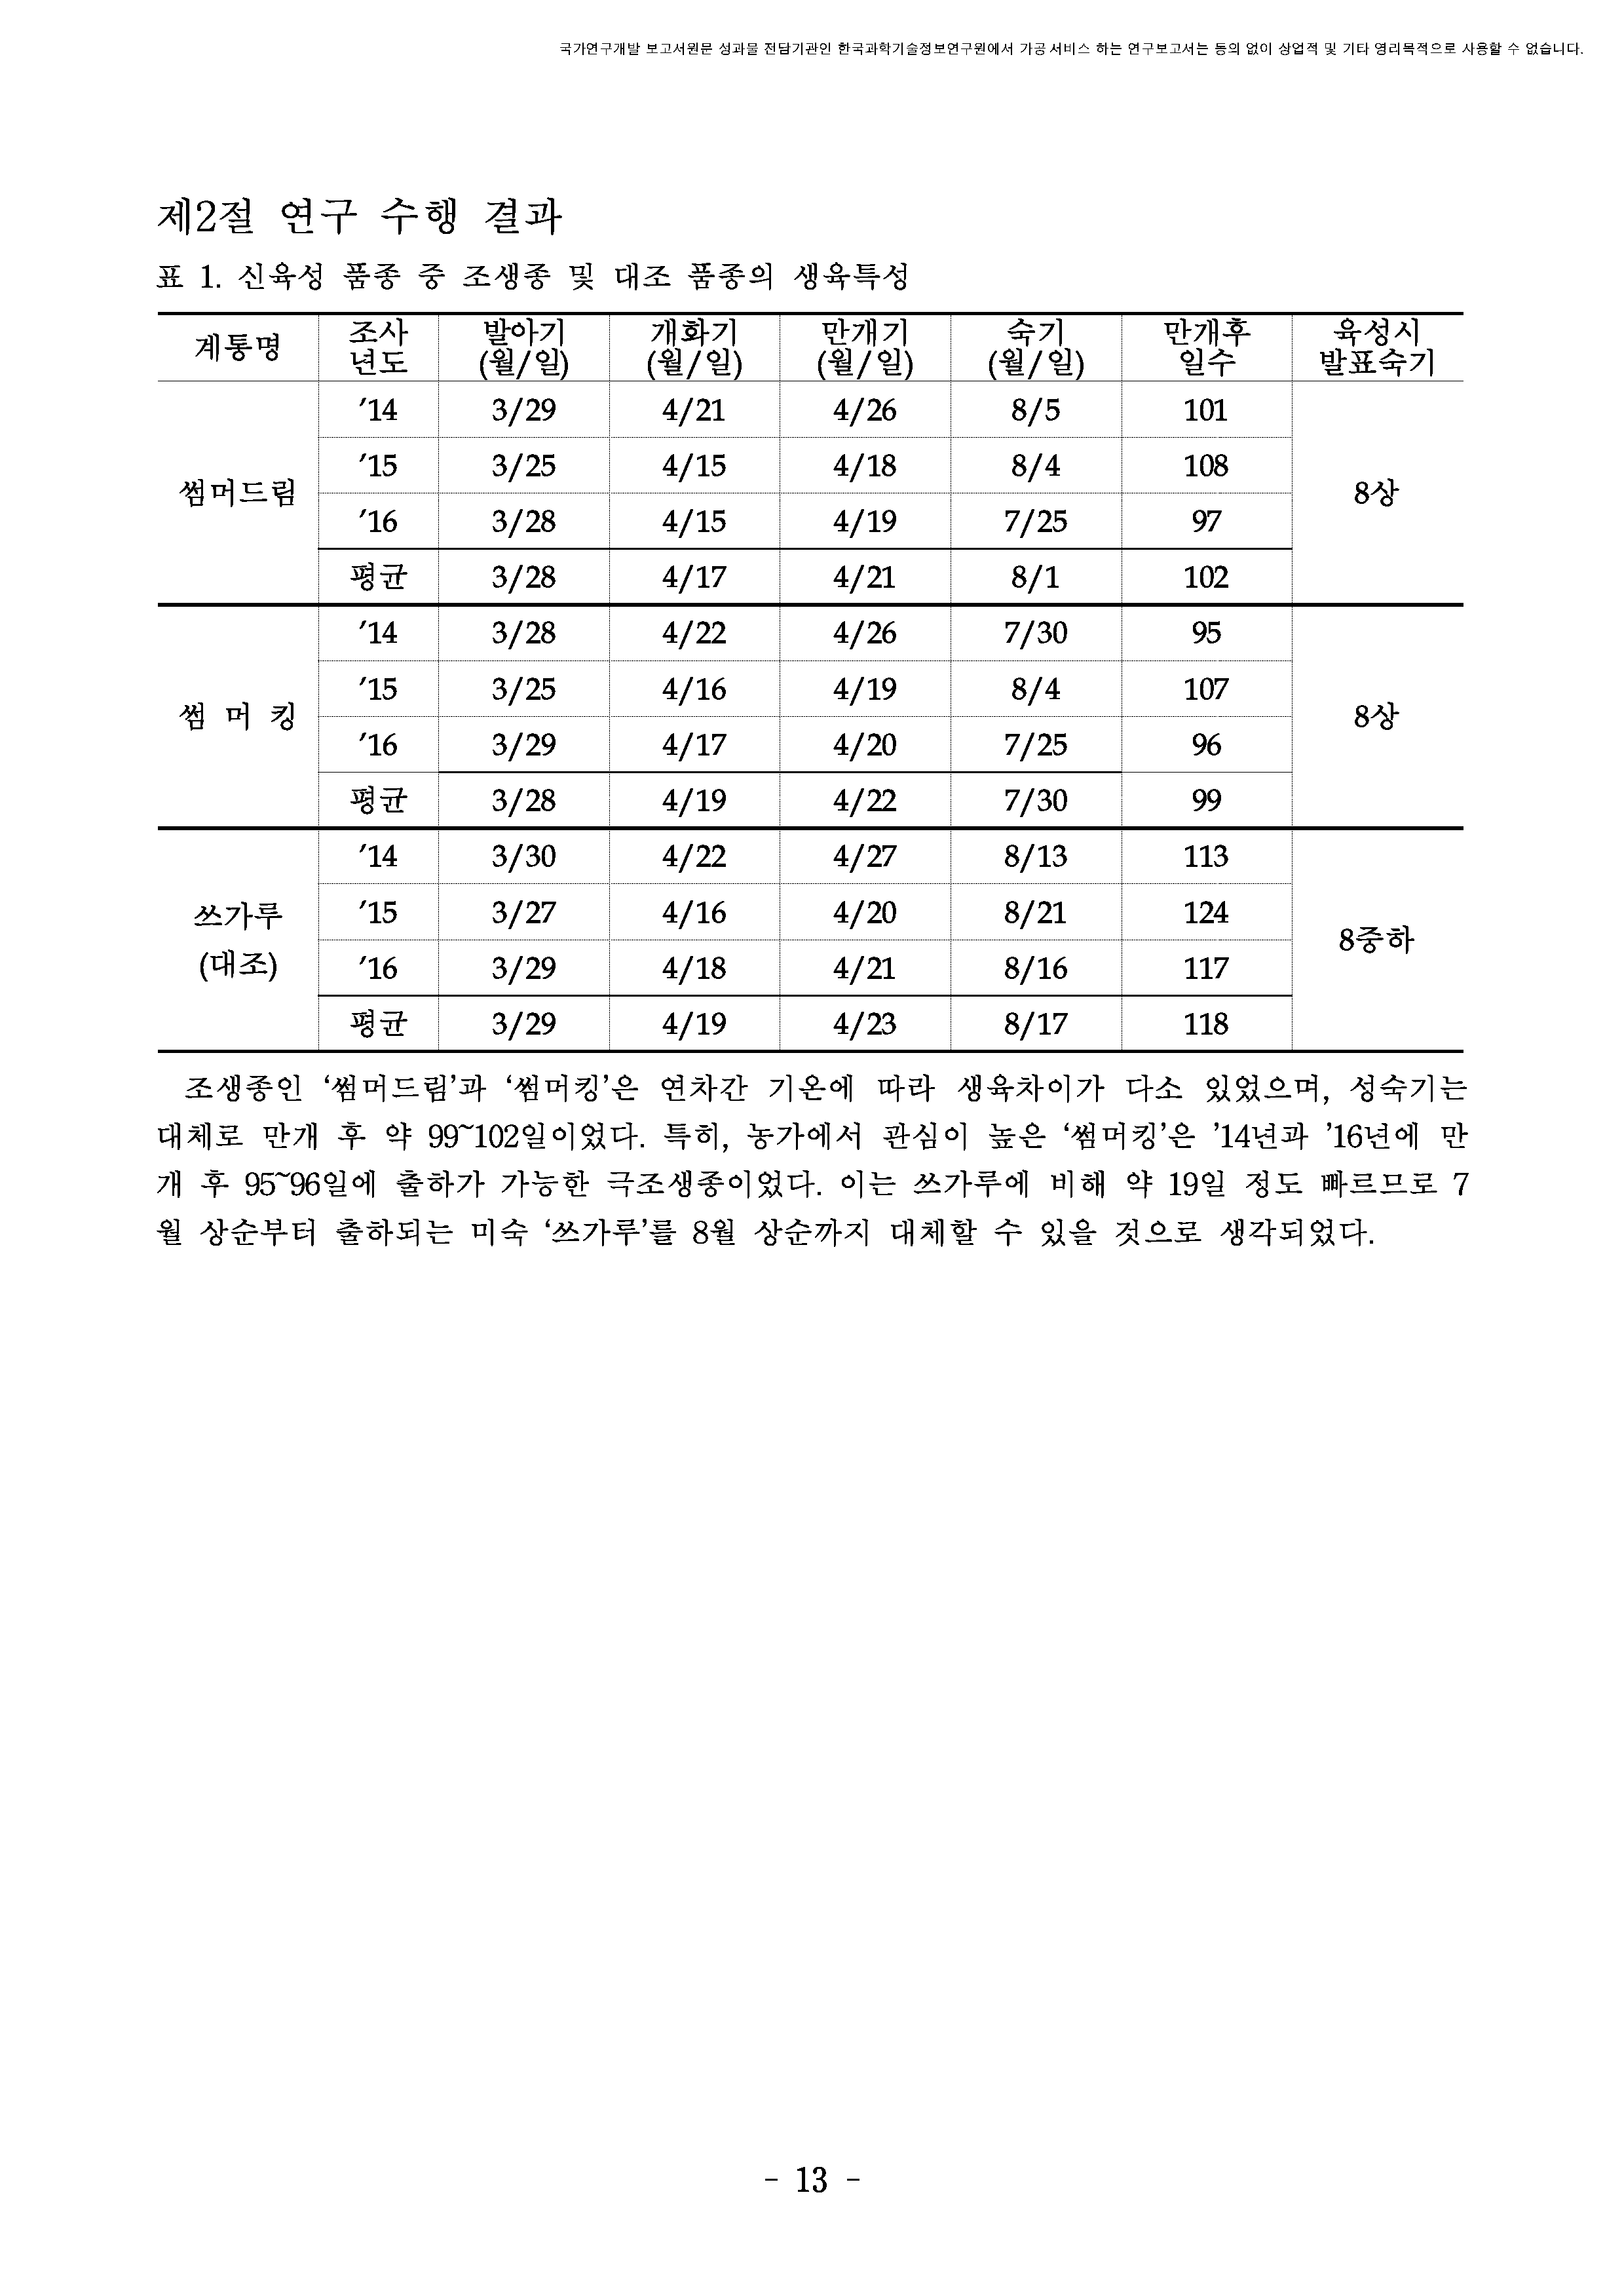 국가연구개발 보고서원문 성과물 전담기관인 한국과학기술정보연구원에서 가공·서비스 하는 연구보고서는 동의 없이 상업적 및 기타 영리목적으로 사용할 수 없습니다.
제2절 연구 수행 결과
표 1. 신육성 품종 중 조생종 및 대조 품종의 생육특성
계통명 조사 년도 발아기 (월/일) 개화기 (월/일) 만개기 (월/일) 숙기 (월/일) 만개후 일수 육성시 발표숙기
썸머드림 ′14 3/29 4/21 4/26 8/5 101 8상
′15 3/25 4/15 4/18 8/4 108
′16 3/28 4/15 4/19 7/25 97
평균 3/28 4/17 4/21 8/1 102
썸 머 킹 ′14 3/28 4/22 4/26 7/30 95 8상
′15 3/25 4/16 4/19 8/4 107
′16 3/29 4/17 4/20 7/25 96
평균 3/28 4/19 4/22 7/30 99
쓰가루 (대조) ′14 3/30 4/22 4/27 8/13 113 8중하
′15 3/27 4/16 4/20 8/21 124
′16 3/29 4/18 4/21 8/16 117
평균 3/29 4/19 4/23 8/17 118
조생종인 ‘썸머드림’과 ‘썸머킹’은 연차간 기온에 따라 생육차이가 다소 있었으며, 성숙기는
대체로 만개 후 약 99~102일이었다. 특히, 농가에서 관심이 높은 ‘썸머킹’은 ’14년과 ’16년에 만
개 후 95~96일에 출하가 가능한 극조생종이었다. 이는 쓰가루에 비해 약 19일 정도 빠르므로 7
월 상순부터 출하되는 미숙 ‘쓰가루’를 8월 상순까지 대체할 수 있을 것으로 생각되었다.
- 13 -